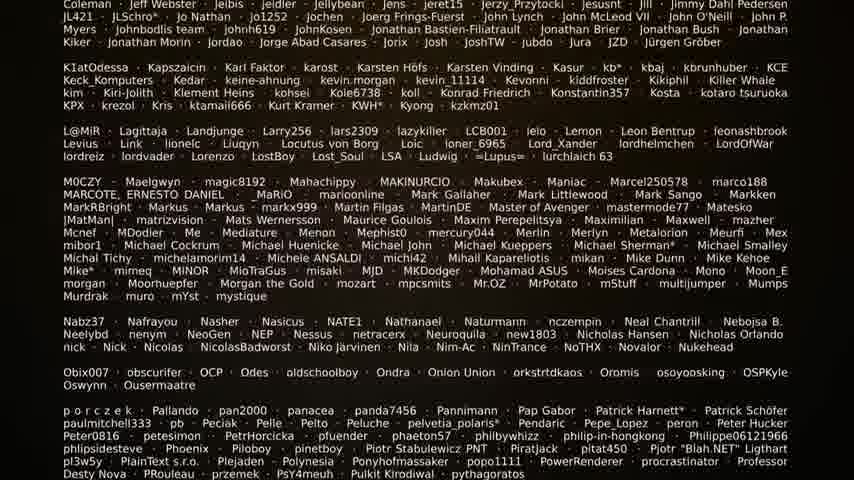 Coleman · Jeff Webster · Jelbis · jeldler · Jellybean · Jens · jeret15 · Jerzy_Przytocki · Jesusnt · Jill · Jimmy Dahl Pedersen
JL421 · JLSchro* · Jo Nathan · Jo1252 · Jochen · Joerg Frings-Fuerst · John Lynch · John McLeod VII · John O'Neill · John P.
Myers · Johnbodlis team · Johnh619 · JohnKosen · Jonathan Bastien-Filiatrault · Jonathan Brier · Jonathan Bush · Jonathan
Kiker · Jonathan Morin · Jordao · Jorge Abad Casares · Jorix · Josh · JoshTW · jubdo · Jura · JZD · Jürgen Gröber
K1atOdessa · Kapszaicin · Karl Faktor · karost · Karsten Höfs · Karsten Vinding · Kasur · kb* · kbaj · kbrunhuber · KCE
Keck_Komputers · Kedar · keine-ahnung · kevin.morgan · kevin_11114 · Kevonni · kiddfroster · Kikiphil · Killer Whale
kim · Kiri-Jolith · Klement Heins · kohsei · Kole6738 · koll · Konrad Friedrich · Konstantin357 · Kosta · kotaro tsuruoka
KPX · krezol · Kris · ktamail666 · Kurt Kramer · KWH* · Kyong · kzkmz01
L@MiR · Lagittaja · Landjunge · Larry256 · lars2309 · lazykiller · LCB001 · leio · Lemon · Leon Bentrup · leonashbrook
Levius · Link · lionelc · Liuqyn · Locutus von Borg · Loic · loner_6965 · Lord_Xander · lordhelmchen · LordOfWar
lordreiz · lordvader · Lorenzo · LostBoy · Lost_Soul · LSA · Ludwig · =Lupus= · lurchlaich 63
M0CZY · Maelgwyn · magic8192 · Mahachippy · MAKINURCIO · Makubex · Maniac · Marcel250578 · marco188
MARCOTE, ERNESTO DANIEL · _MaRiO · marioonline · Mark Gallaher · Mark Littlewood · Mark Sango · Markken
MarkRBright · Markus · Markus · markx999 · Martin Filgas · MartinDE · Master of Avenger · mastermode77 · Matesko
|MatMan| · matrizvision · Mats Wernersson · Maurice Goulois · Maxim Perepelitsya · Maximilian · Maxwell · mazher
Mcnef · MDodier · Me · Mediature · Menon · Mephist0 · mercury044 · Merlin · Merlyn · Metalorion · Meurfi · Mex
mibor1 · Michael Cockrum · Michael Huenicke · Michael John · Michael Kueppers · Michael Sherman* · Michael Smalley
Michal Tichy · michelamorim14 · Michele ANSALDI · michi42 · Mihail Kapareliotis · mikan · Mike Dunn · Mike Kehoe
Mike* · mirneq · MINOR · MioTraGus · misaki · MJD · MKDodger · Mohamad ASUS · Moises Cardona · Mono · Moon_E
morgan · Moorhuepfer · Morgan the Gold · mozart · mpcsmits · Mr.OZ · MrPotato · mStuff · multijumper · Mumps
Murdrak · muro · mYst · mystique
Nabz37 · Nafrayou · Nasher · Nasicus · NATE1 · Nathanael · Naturmann · nczempin · Neal Chantrill · Nebojsa B.
Neelybd · nenym · NeoGen · NEP · Nessus · netracerx · Neuroquila · new1803 · Nicholas Hansen · Nicholas Orlando
nick · Nick · Nicolas · NicolasBadworst · Niko Järvinen · Nila · Nim-Ac · NinTrance · NoTHX · Novalor · Nukehead
Obix007 · obscurifer · OCP · Odes · oldschoolboy · Ondra · Onion Union · orkstrtdkaos · Oromis · osoyoosking · OSPKyle
Oswynn · Ousermaatre
p o r c z e k · Pallando · pan2000 · panacea · panda7456 · Pannimann · Pap Gabor · Patrick Harnett* · Patrick Schöfer
paulmitchell333 · pb · Peciak · Pelle · Pelto · Peluche · pelvetia_polaris* · Pendaric · Pepe_Lopez · peron · Peter Hucker
Peter0816 · petesimon · PetrHorcicka · pfuender · phaeton57 · philbywhizz · philip-in-hongkong · Philippe06121966
phlipsidesteve · Phoenix · Piloboy · pinetboy · Piotr Stabulewicz PNT · PiratJack · pitat450 · Pjotr "Blah.NET" Ligthart
pl3w5y · PlainText s.r.o. · Plejaden · Polynesia · Ponyhofmassaker · popo1111 · PowerRenderer · procrastinator · Professor
Desty Nova · PRouleau · przemek · PsY4meuh · Pulkit Kirodiwal · pythagoratos